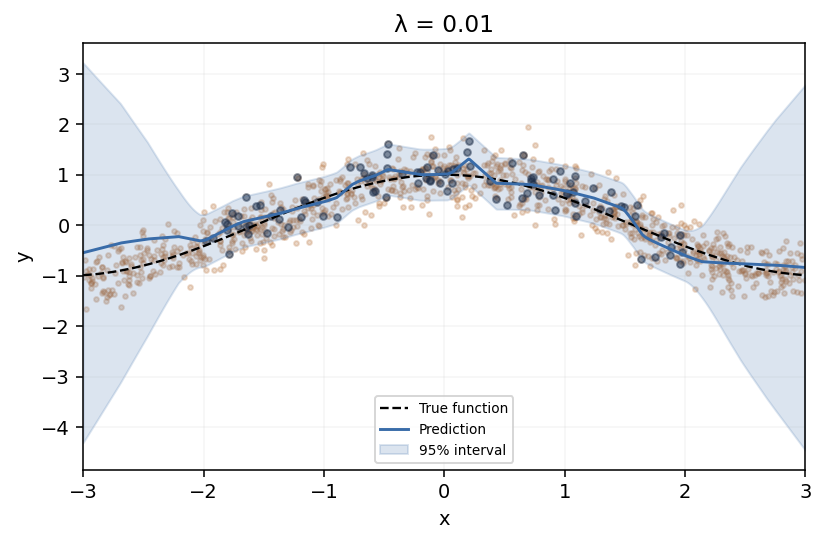 λ = 0.01
y
3
2
1
0
−1
−2
−3
−4
True function
Prediction
95% interval
−3 −2 −1 0 1 2 3
x